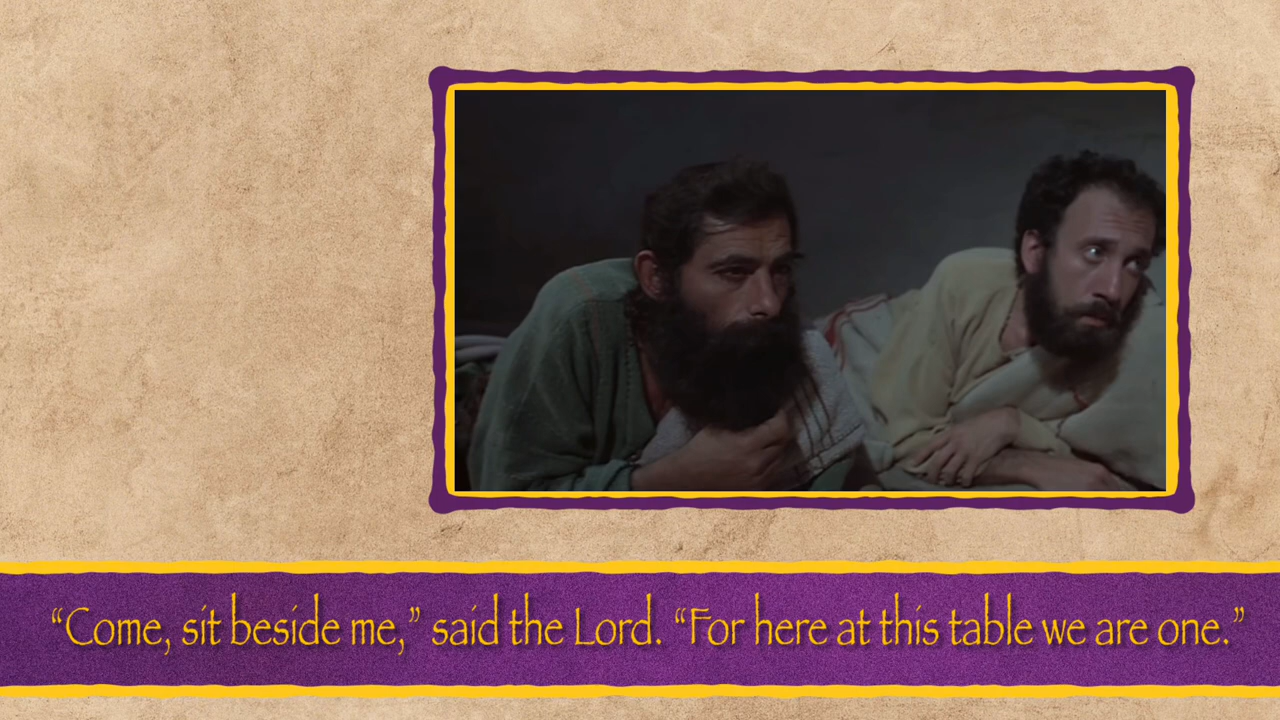 “Come, sit beside me,” said the Lord. “For here at this table we are one.”